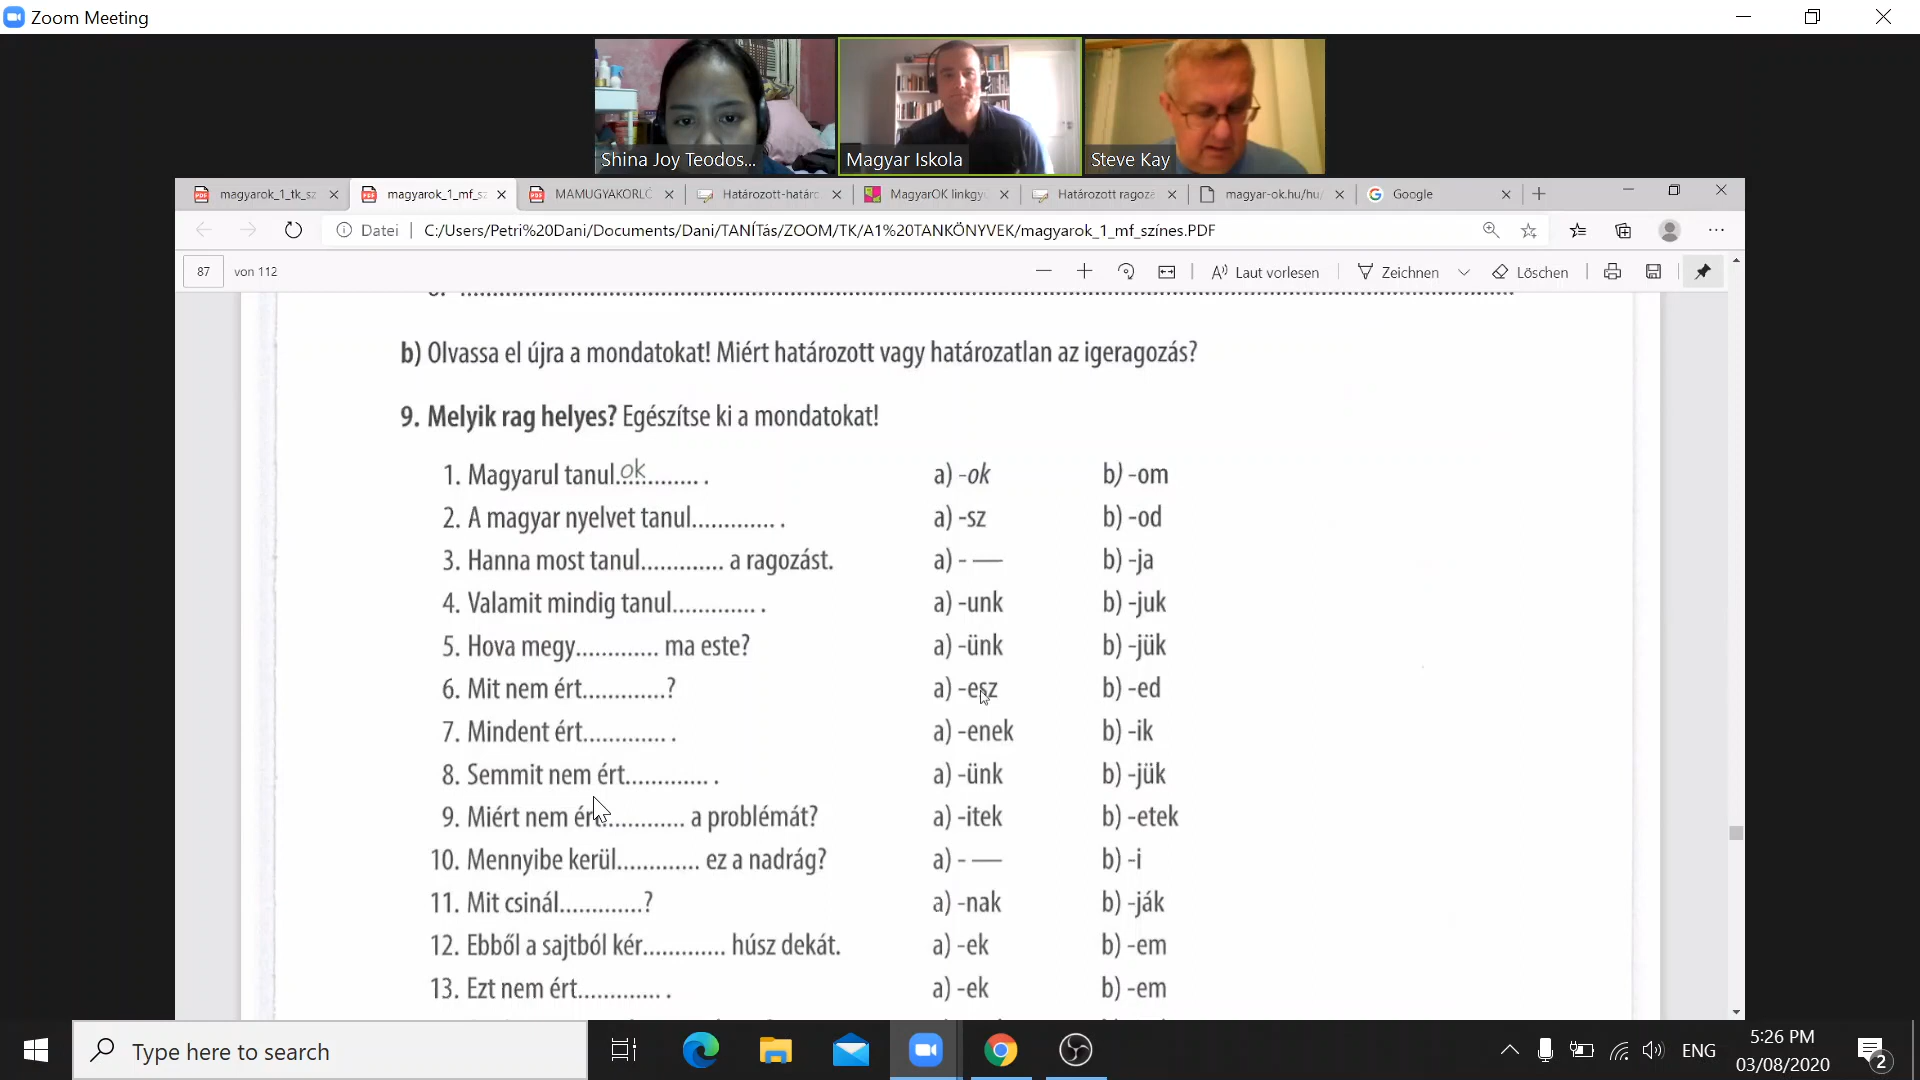 Zoom Meeting
Shina Joy Teodos...
Magyar Iskola
Steve Kay
magyarok_1_tk_sz
magyarok_1_mf_sz
MAMUGYAKORLÓ
Határozott-határc
MagyarOK linkgy
Határozott ragoz
magyar-ok.hu/hu/
Google
Datei
C:/Users/Petri%20Dani/Documents/Dani/TANÍTás/ZOOM/TK/A1%20TANKÖNYVEK/magyarok_1_mf_színes.PDF
87 von 112
Laut vorlesen
Zeichnen
Löschen
b) Olvassa el újra a mondatokat! Miért határozott vagy határozatlan az igeragozás?
9. Melyik rag helyes? Egészítse ki a mondatokat!
1. Magyarul tanul.ok........... . a) -ok b) -om
2. A magyar nyelvet tanul............. . a) -sz b) -od
3. Hanna most tanul............. a ragozást. a) - — b) -ja
4. Valamit mindig tanul............. . a) -unk b) -juk
5. Hova megy............. ma este? a) -ünk b) -jük
6. Mit nem ért.............? a) -esz b) -ed
7. Mindent ért............. . a) -enek b) -ik
8. Semmit nem ért............. . a) -ünk b) -jük
9. Miért nem ért............. a problémát? a) -itek b) -etek
10. Mennyibe kerül............. ez a nadrág? a) - — b) -i
11. Mit csinál.............? a) -nak b) -ják
12. Ebből a sajtból kér............. húsz dekát. a) -ek b) -em
13. Ezt nem ért............. . a) -ek b) -em
Type here to search
ENG
5:26 PM
03/08/2020
2